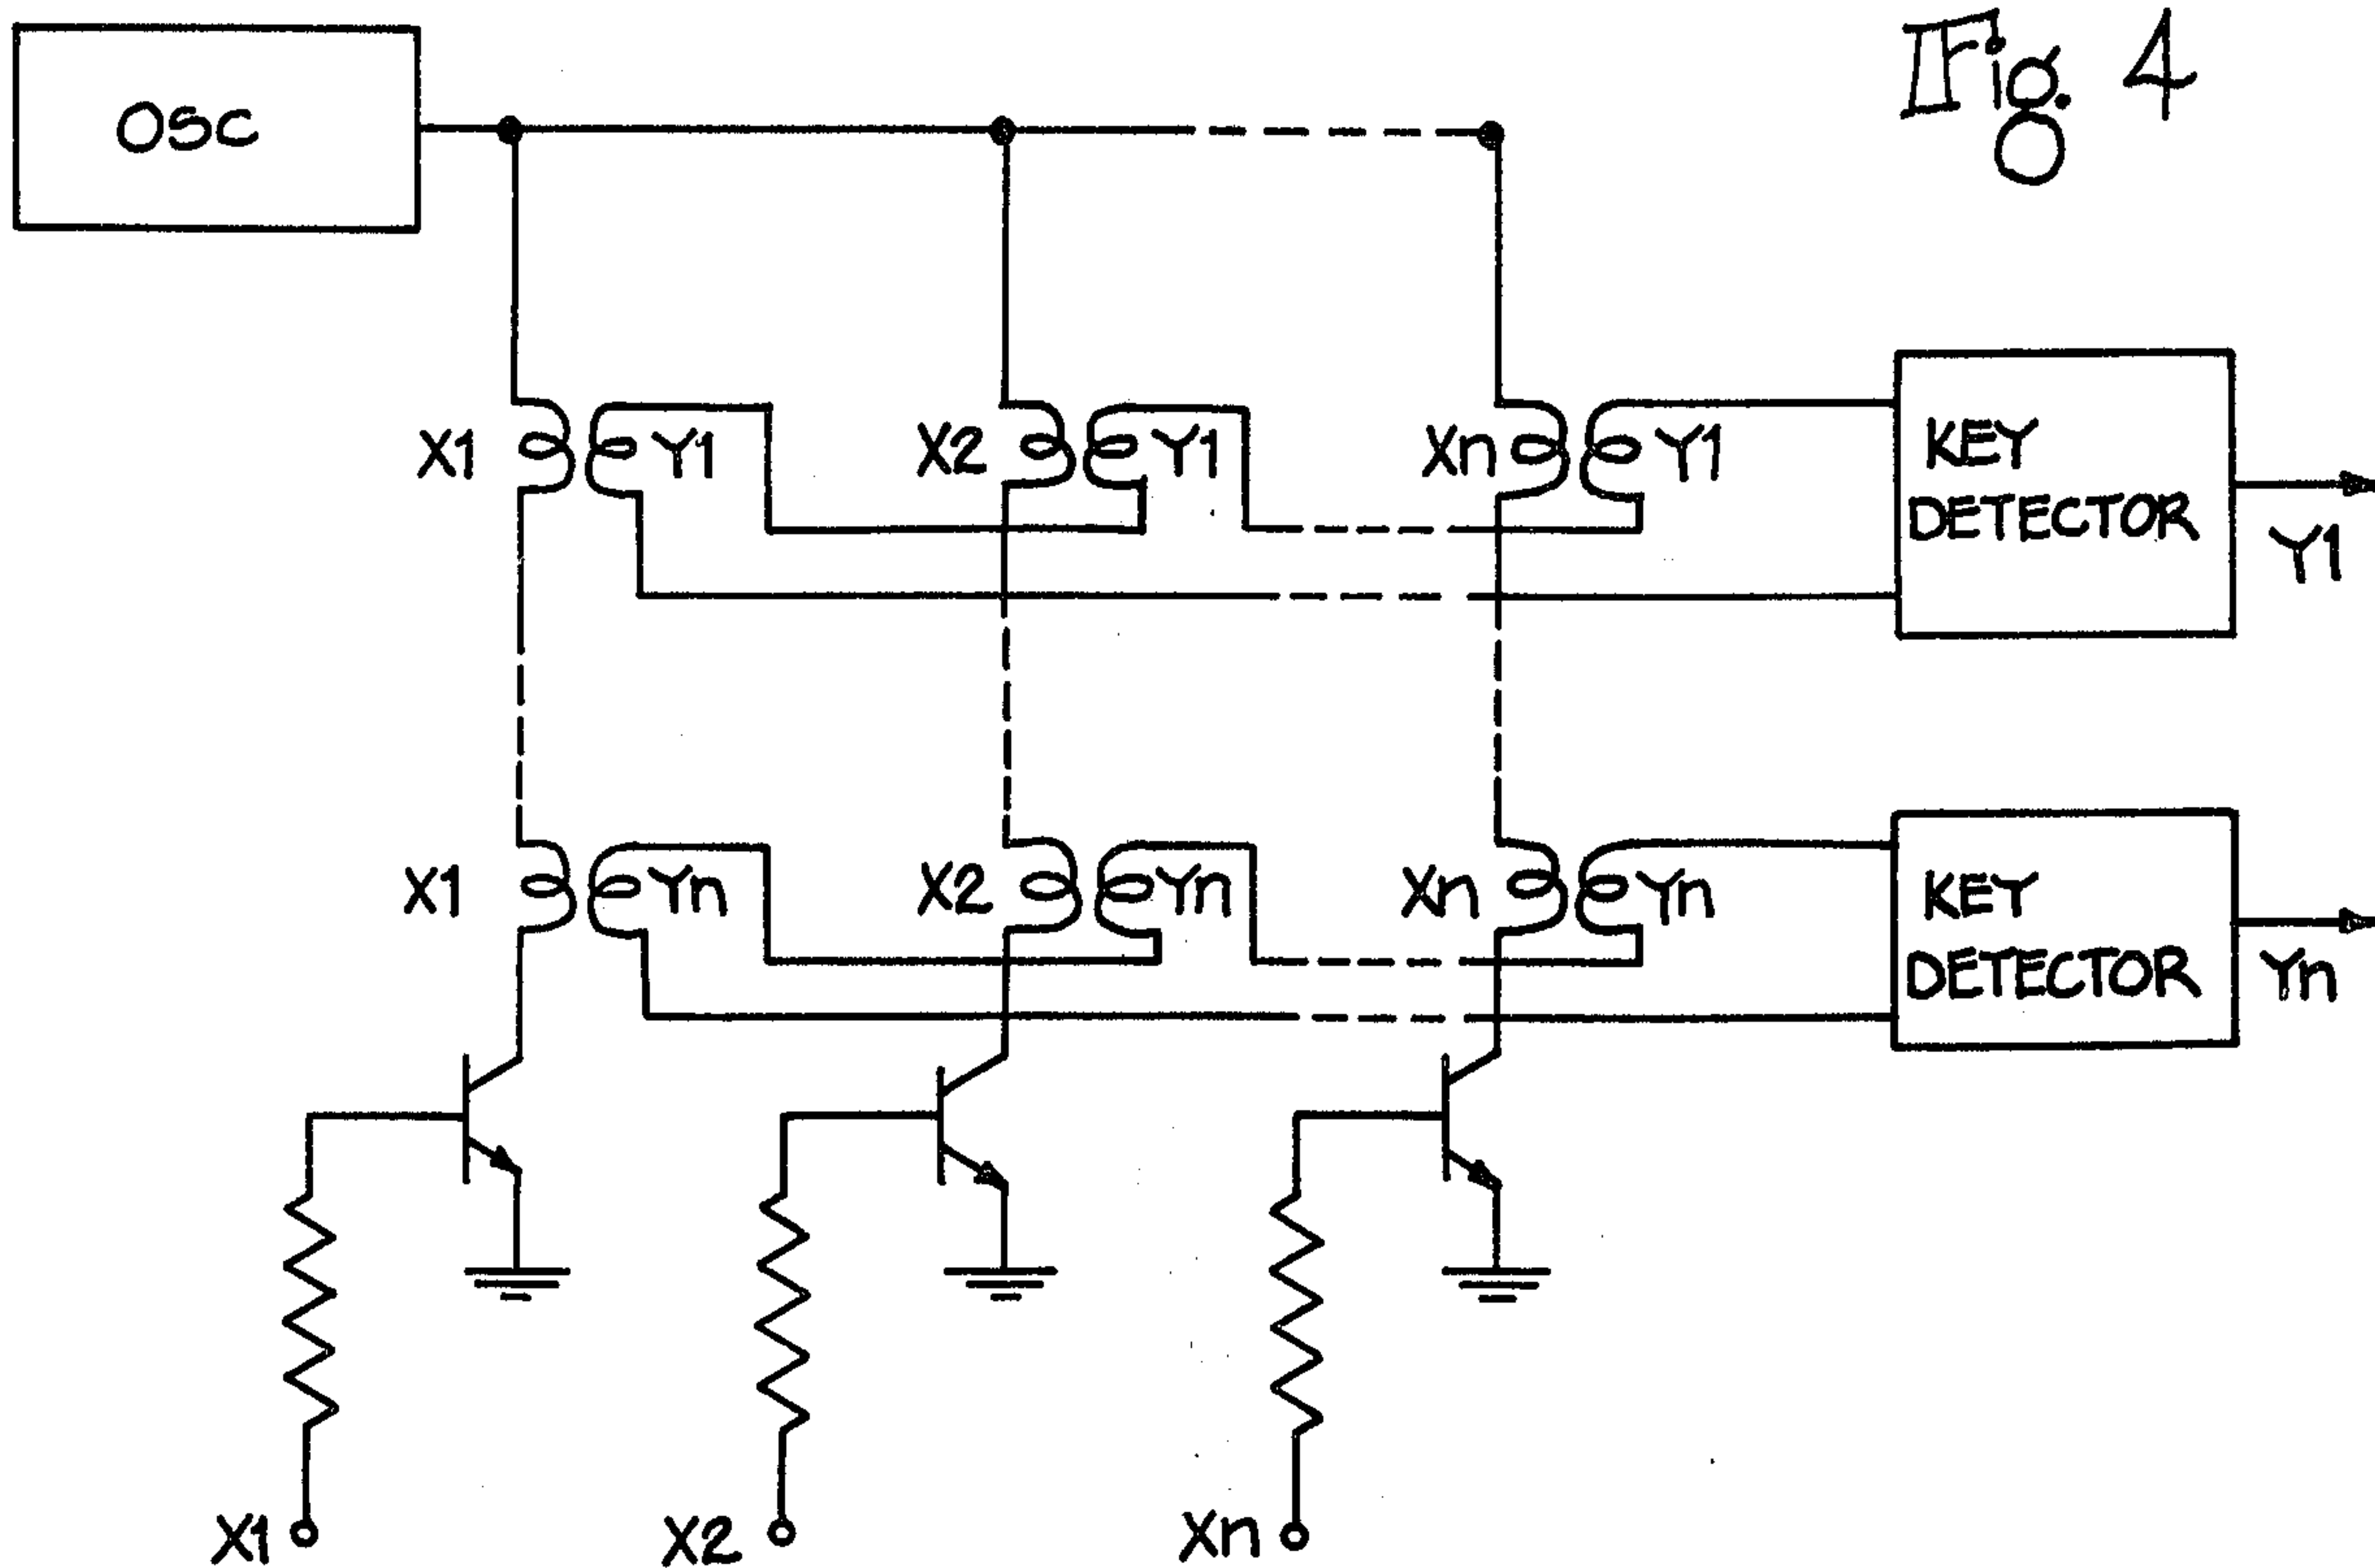 Fig. 4
OSC
X1 Y1 X2 Y1 Xn Y1
KEY
DETECTOR
Y1
X1 Yn X2 Yn Xn Yn
KEY
DETECTOR
Yn
X1 X2 Xn